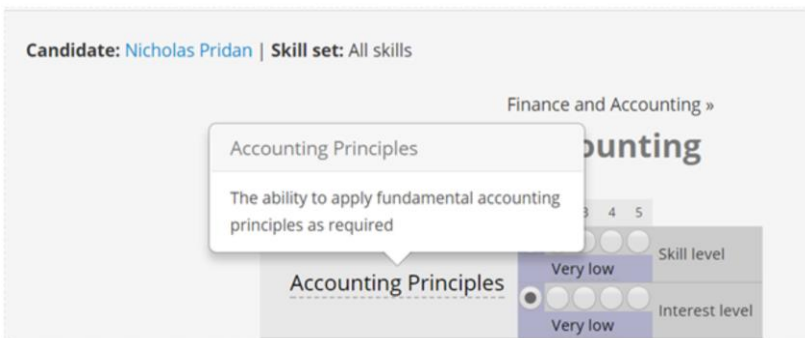 Candidate: Nicholas Pridan | Skill set: All skills
Finance and Accounting »
Accounting Principles
The ability to apply fundamental accounting
principles as required
3 4 5
Skill level
Very low
Accounting Principles
Interest level
Very low